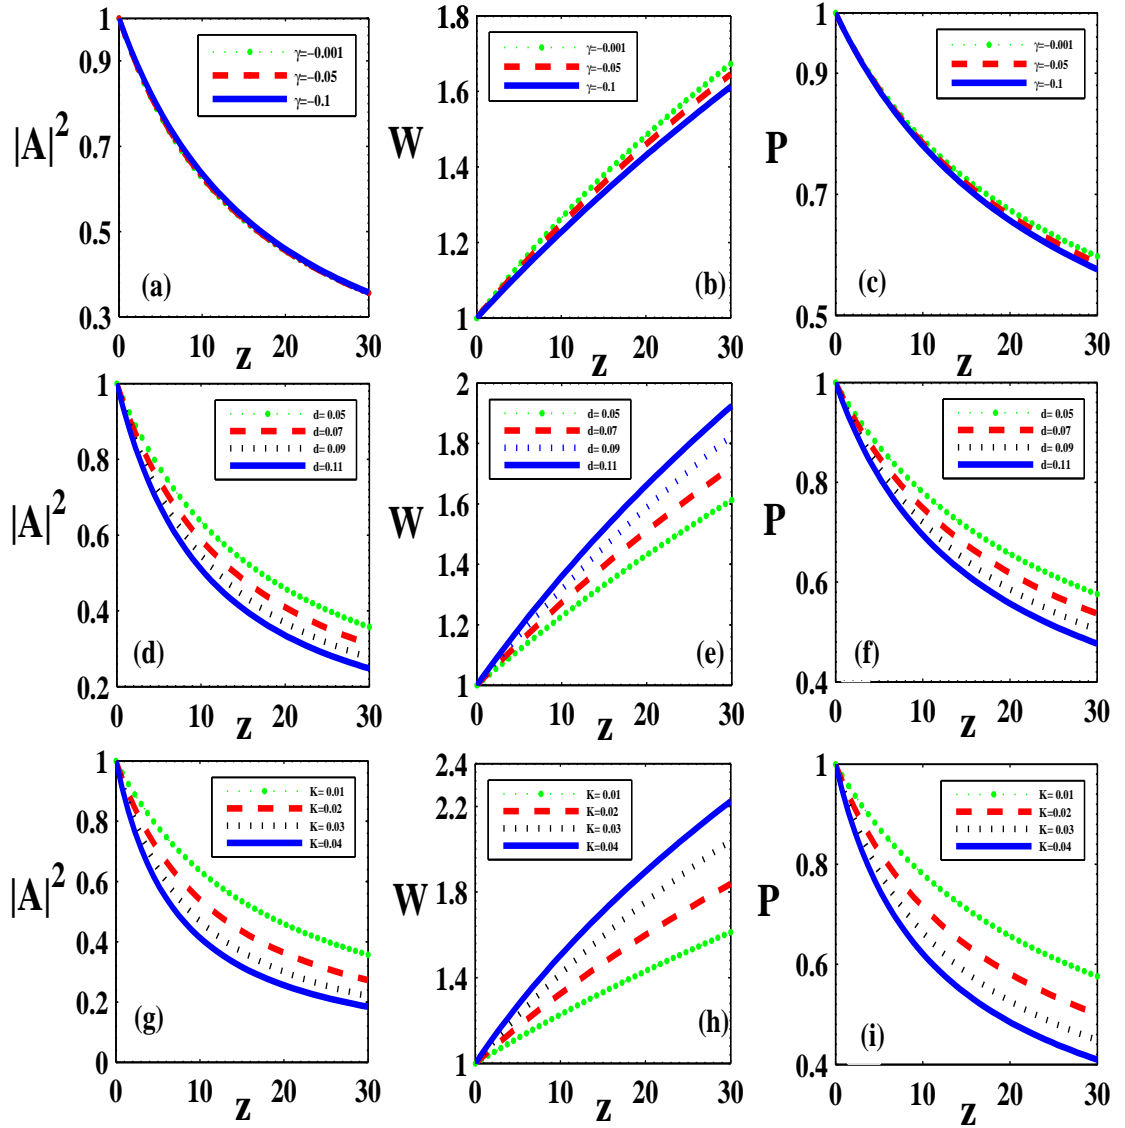 1
0.9
0.7
0.5
0.3
|A|²
γ=−0.001
γ=−0.05
γ=−0.1
(a)
0
10
20
30
z
1.8
1.6
1.4
1.2
1
W
γ=−0.001
γ=−0.05
γ=−0.1
(b)
0
10
20
30
z
1
0.9
0.7
0.5
P
γ=−0.001
γ=−0.05
γ=−0.1
(c)
0
10
20
30
z
1
0.8
0.6
0.4
0.2
|A|²
d= 0.05
d=0.07
d= 0.09
d=0.11
(d)
0
10
20
30
z
2
1.8
1.6
1.4
1.2
1
W
d= 0.05
d=0.07
d= 0.09
d=0.11
(e)
0
10
20
30
z
1
0.8
0.6
0.4
P
d= 0.05
d=0.07
d= 0.09
d=0.11
(f)
0
10
20
30
z
1
0.8
0.6
0.4
0.2
0
|A|²
K= 0.01
K=0.02
K= 0.03
K=0.04
(g)
0
10
20
30
z
2.4
2.2
1.8
1.4
1
W
K= 0.01
K=0.02
K= 0.03
K=0.04
(h)
0
10
20
30
z
1
0.8
0.6
0.4
P
K= 0.01
K=0.02
K= 0.03
K=0.04
(i)
0
10
20
30
z